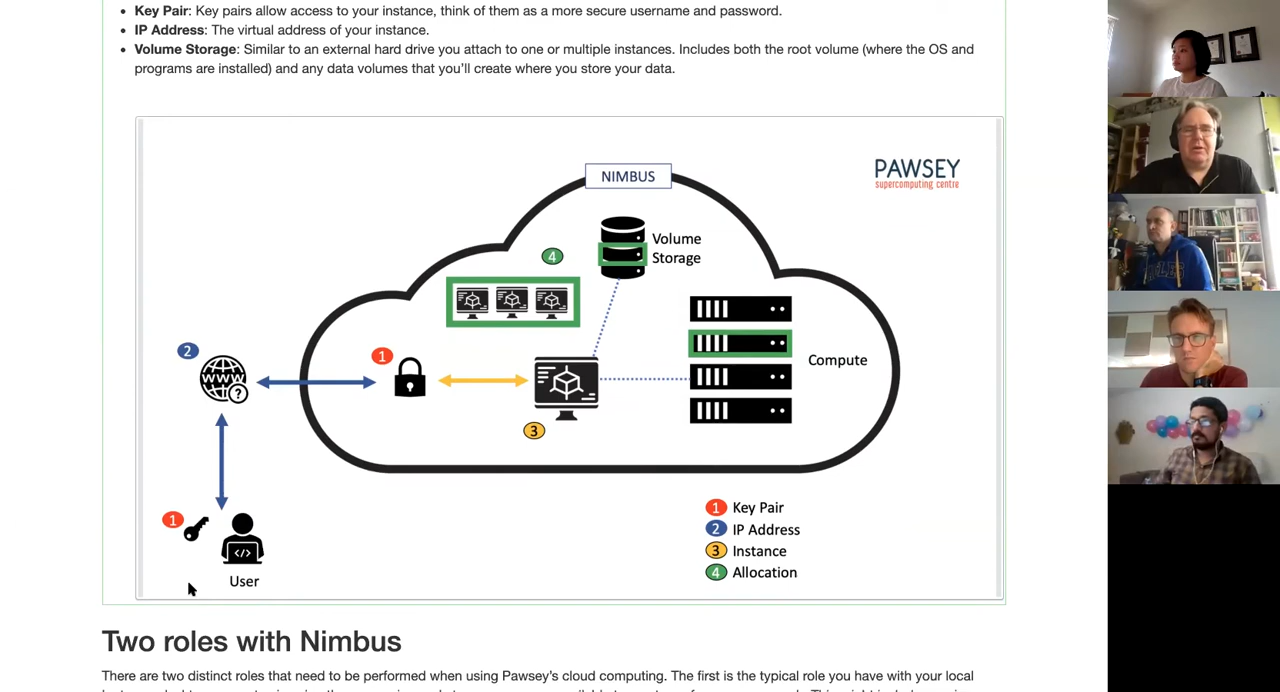 Key Pair: Key pairs allow access to your instance, think of them as a more secure username and password.
IP Address: The virtual address of your instance.
Volume Storage: Similar to an external hard drive you attach to one or multiple instances. Includes both the root volume (where the OS and
programs are installed) and any data volumes that you’ll create where you store your data.
NIMBUS
PAWSEY
supercomputing centre
4
Volume
Storage
Compute
2
1
WWW
?
3
1
</>
User
1 Key Pair
2 IP Address
3 Instance
4 Allocation
Two roles with Nimbus
There are two distinct roles that need to be performed when using Pawsey’s cloud computing. The first is the typical role you have with your local